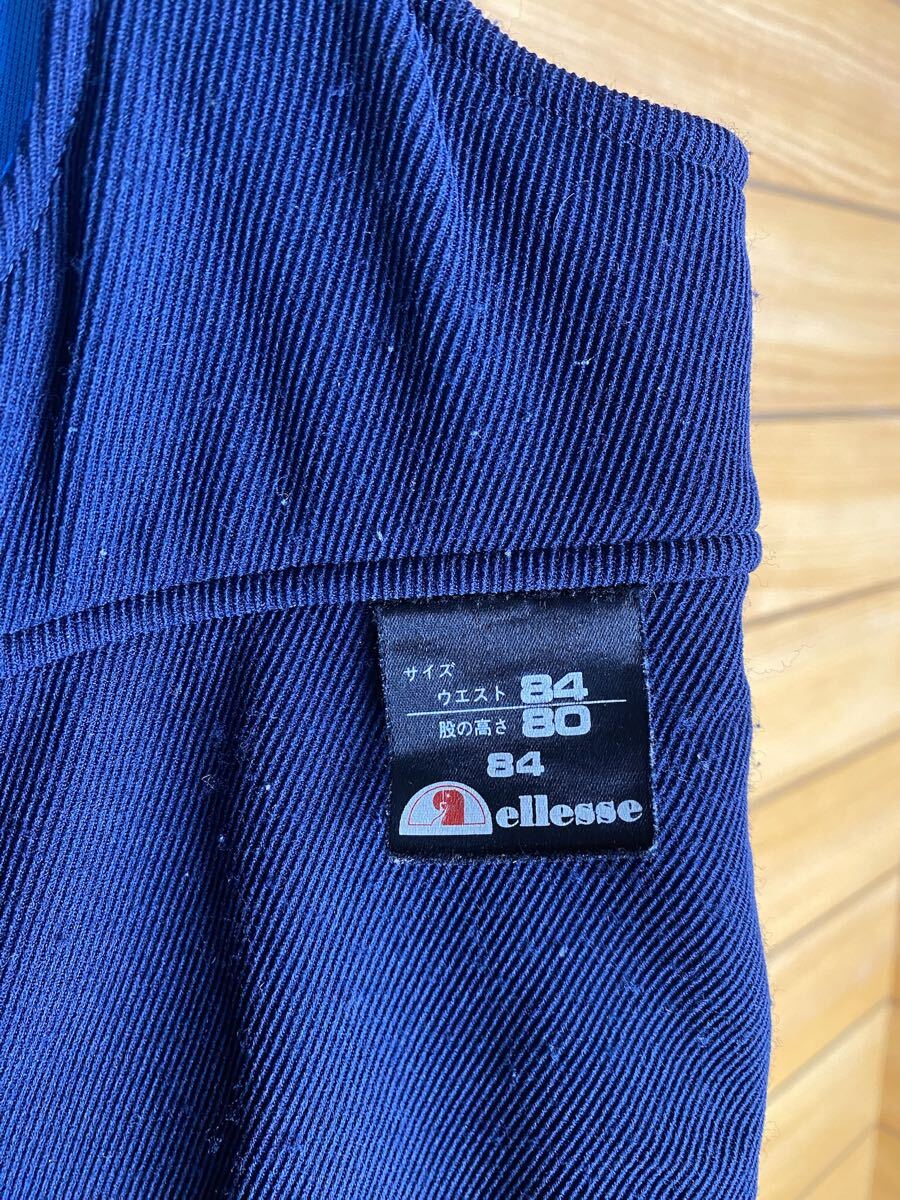 サイズ
ウエスト 84
股の高さ 80
84
ellesse